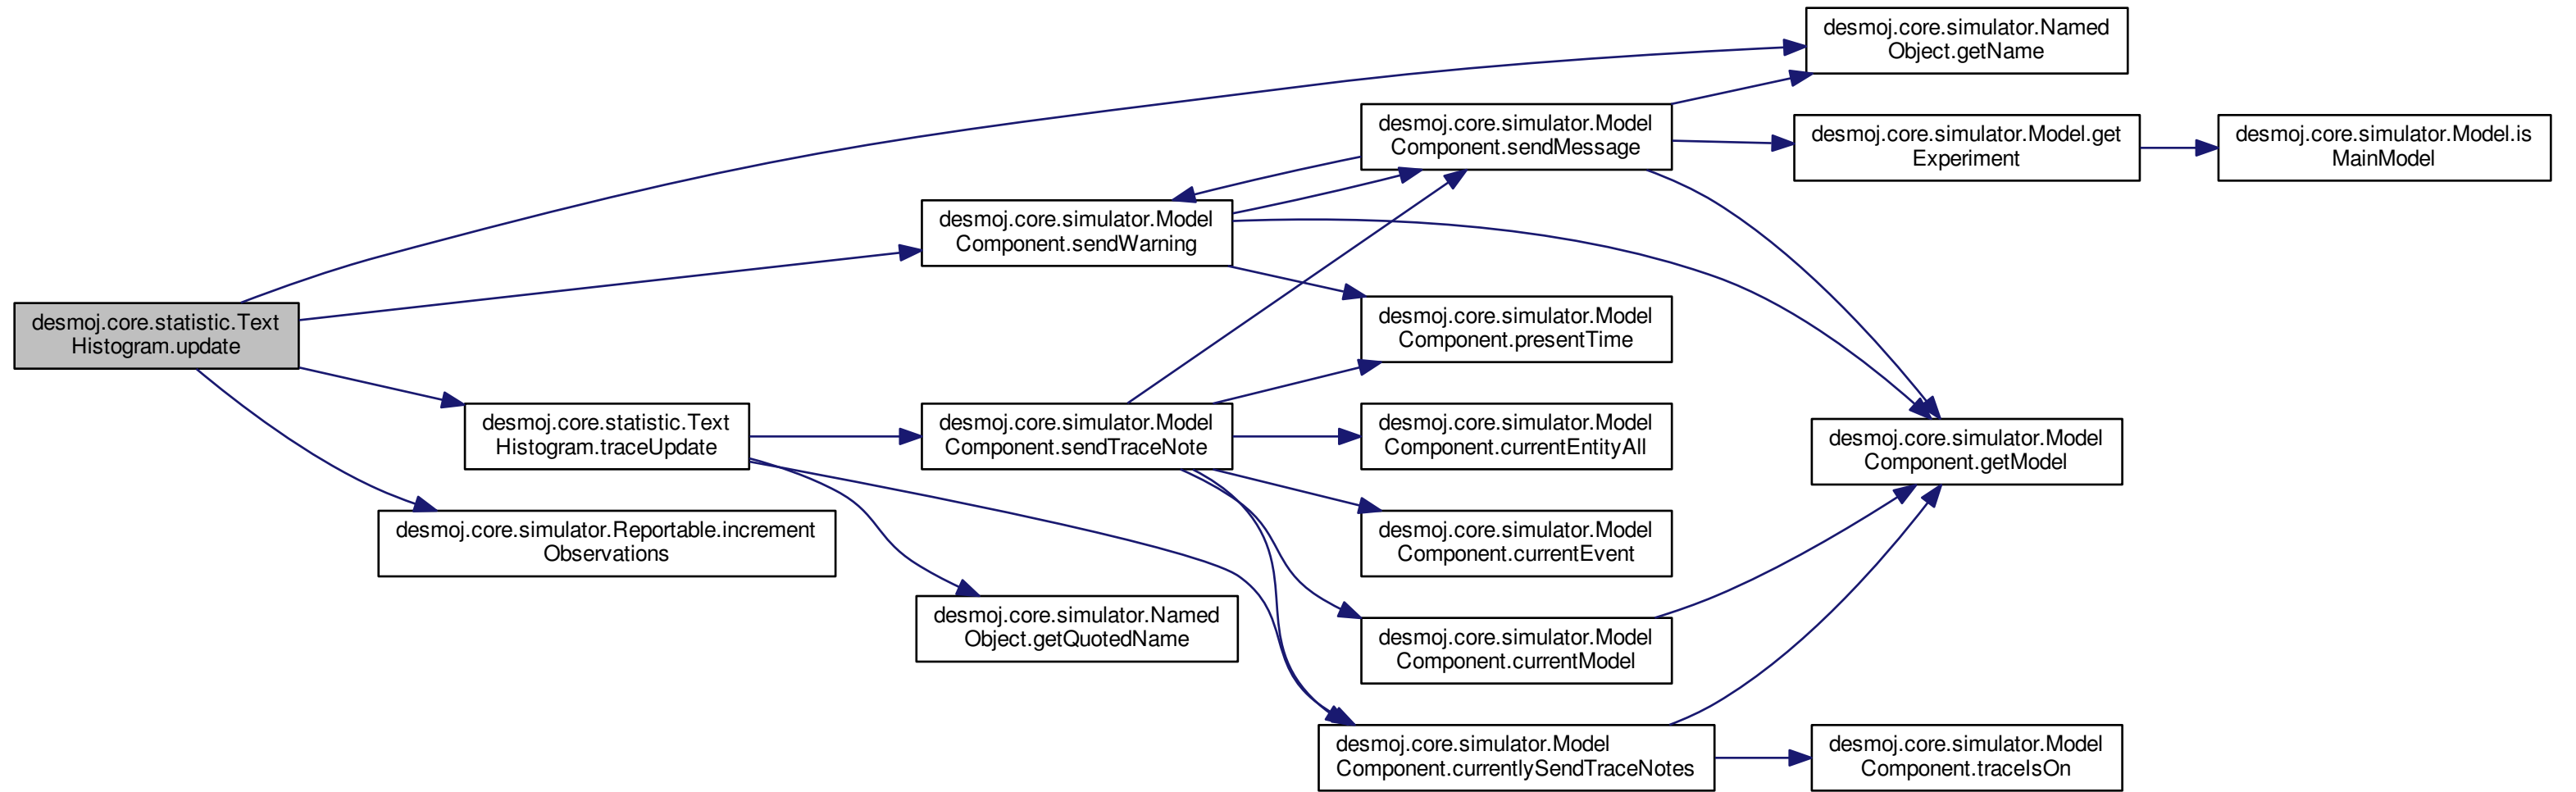 desmoj.core.simulator.Named
Object.getName
desmoj.core.simulator.Model
Component.sendMessage
desmoj.core.simulator.Model.get
Experiment
desmoj.core.simulator.Model.is
MainModel
desmoj.core.simulator.Model
Component.sendWarning
desmoj.core.statistic.Text
Histogram.update
desmoj.core.simulator.Model
Component.presentTime
desmoj.core.statistic.Text
Histogram.traceUpdate
desmoj.core.simulator.Model
Component.sendTraceNote
desmoj.core.simulator.Model
Component.currentEntityAll
desmoj.core.simulator.Model
Component.getModel
desmoj.core.simulator.Reportable.increment
Observations
desmoj.core.simulator.Model
Component.currentEvent
desmoj.core.simulator.Named
Object.getQuotedName
desmoj.core.simulator.Model
Component.currentModel
desmoj.core.simulator.Model
Component.currentlySendTraceNotes
desmoj.core.simulator.Model
Component.traceIsOn